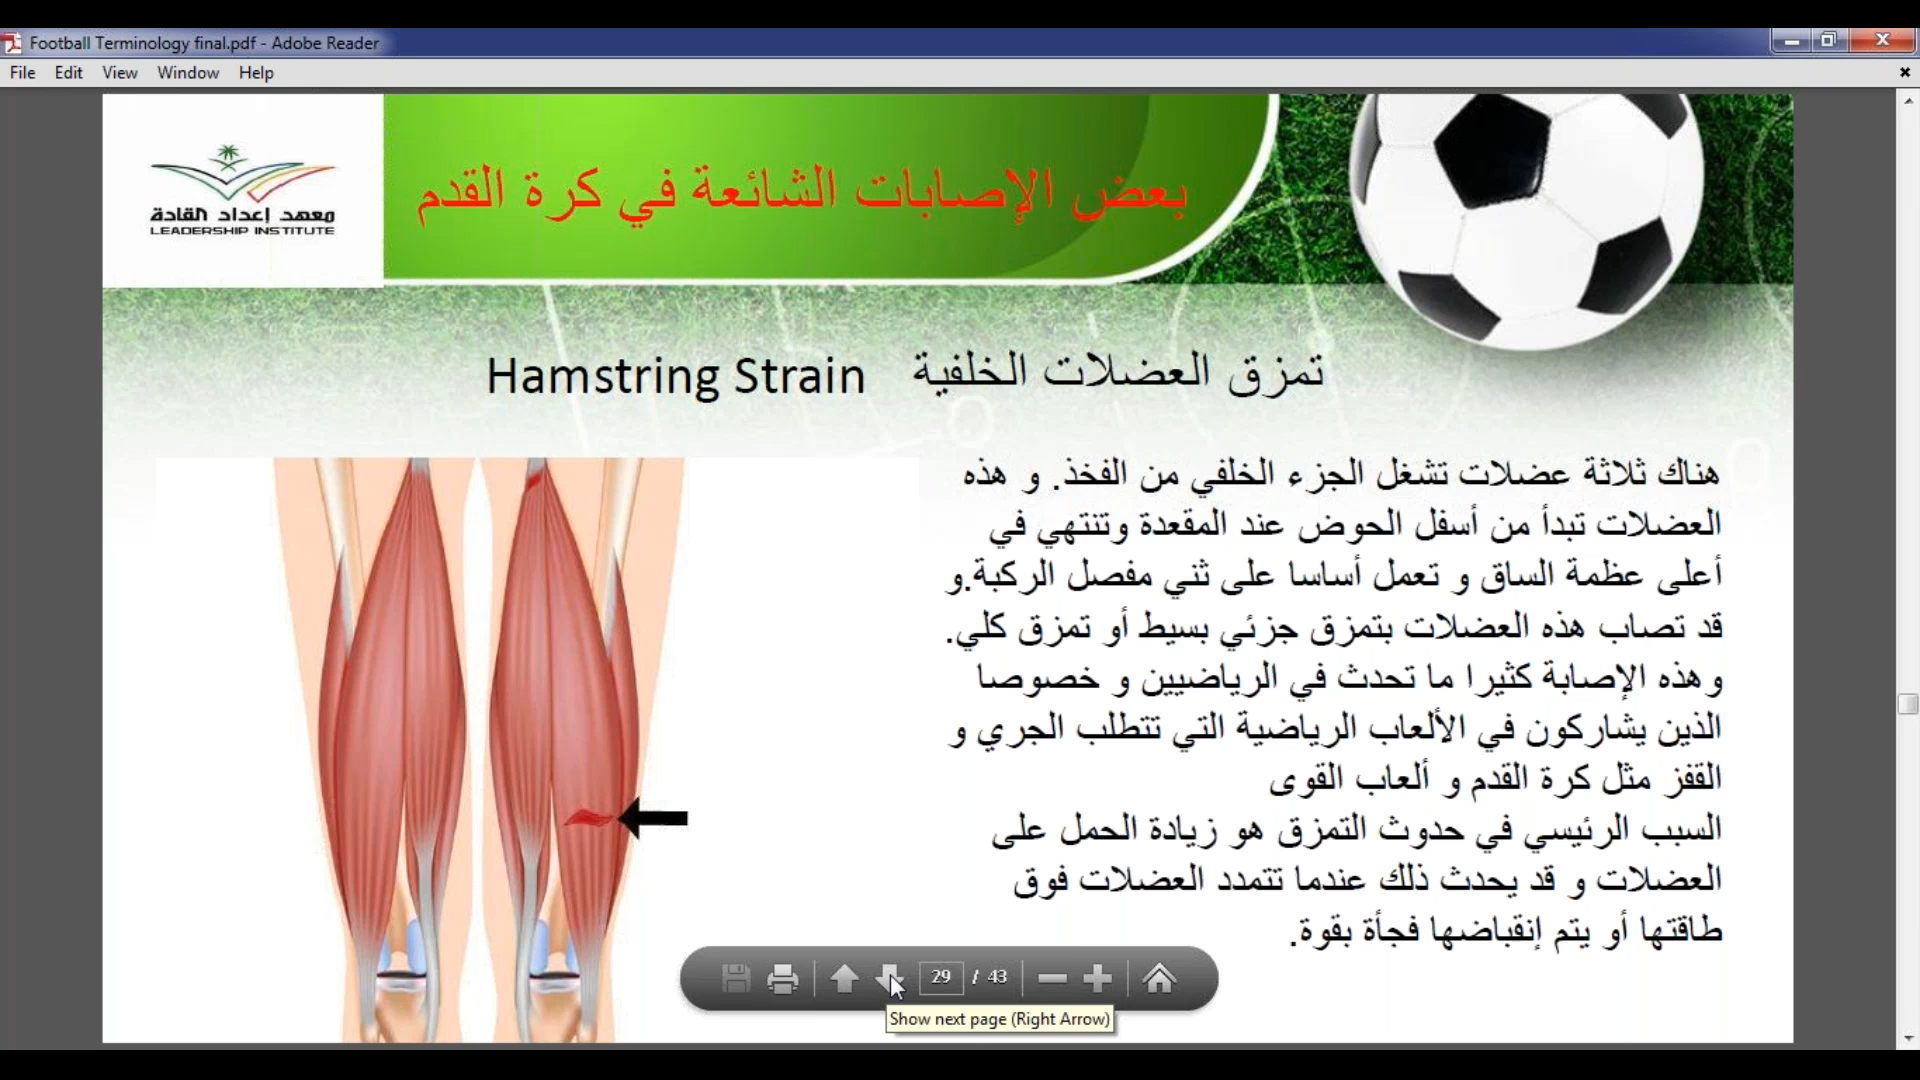 Football Terminology final.pdf - Adobe Reader
File Edit View Window Help
معهد إعداد القادة
LEADERSHIP INSTITUTE
بعض الإصابات الشائعة في كرة القدم
تمزق العضلات الخلفية Hamstring Strain
هناك ثلاثة عضلات تشغل الجزء الخلفي من الفخذ. و هذه
العضلات تبدأ من أسفل الحوض عند المقعدة وتنتهي في
أعلى عظمة الساق و تعمل أساسا على ثني مفصل الركبة.و
قد تصاب هذه العضلات بتمزق جزئي بسيط أو تمزق كلي.
وهذه الإصابة كثيرا ما تحدث في الرياضيين و خصوصا
الذين يشاركون في الألعاب الرياضية التي تتطلب الجري و
القفز مثل كرة القدم و ألعاب القوى
السبب الرئيسي في حدوث التمزق هو زيادة الحمل على
العضلات و قد يحدث ذلك عندما تتمدد العضلات فوق
طاقتها أو يتم إنقباضها فجأة بقوة.
29 / 43
Show next page (Right Arrow)